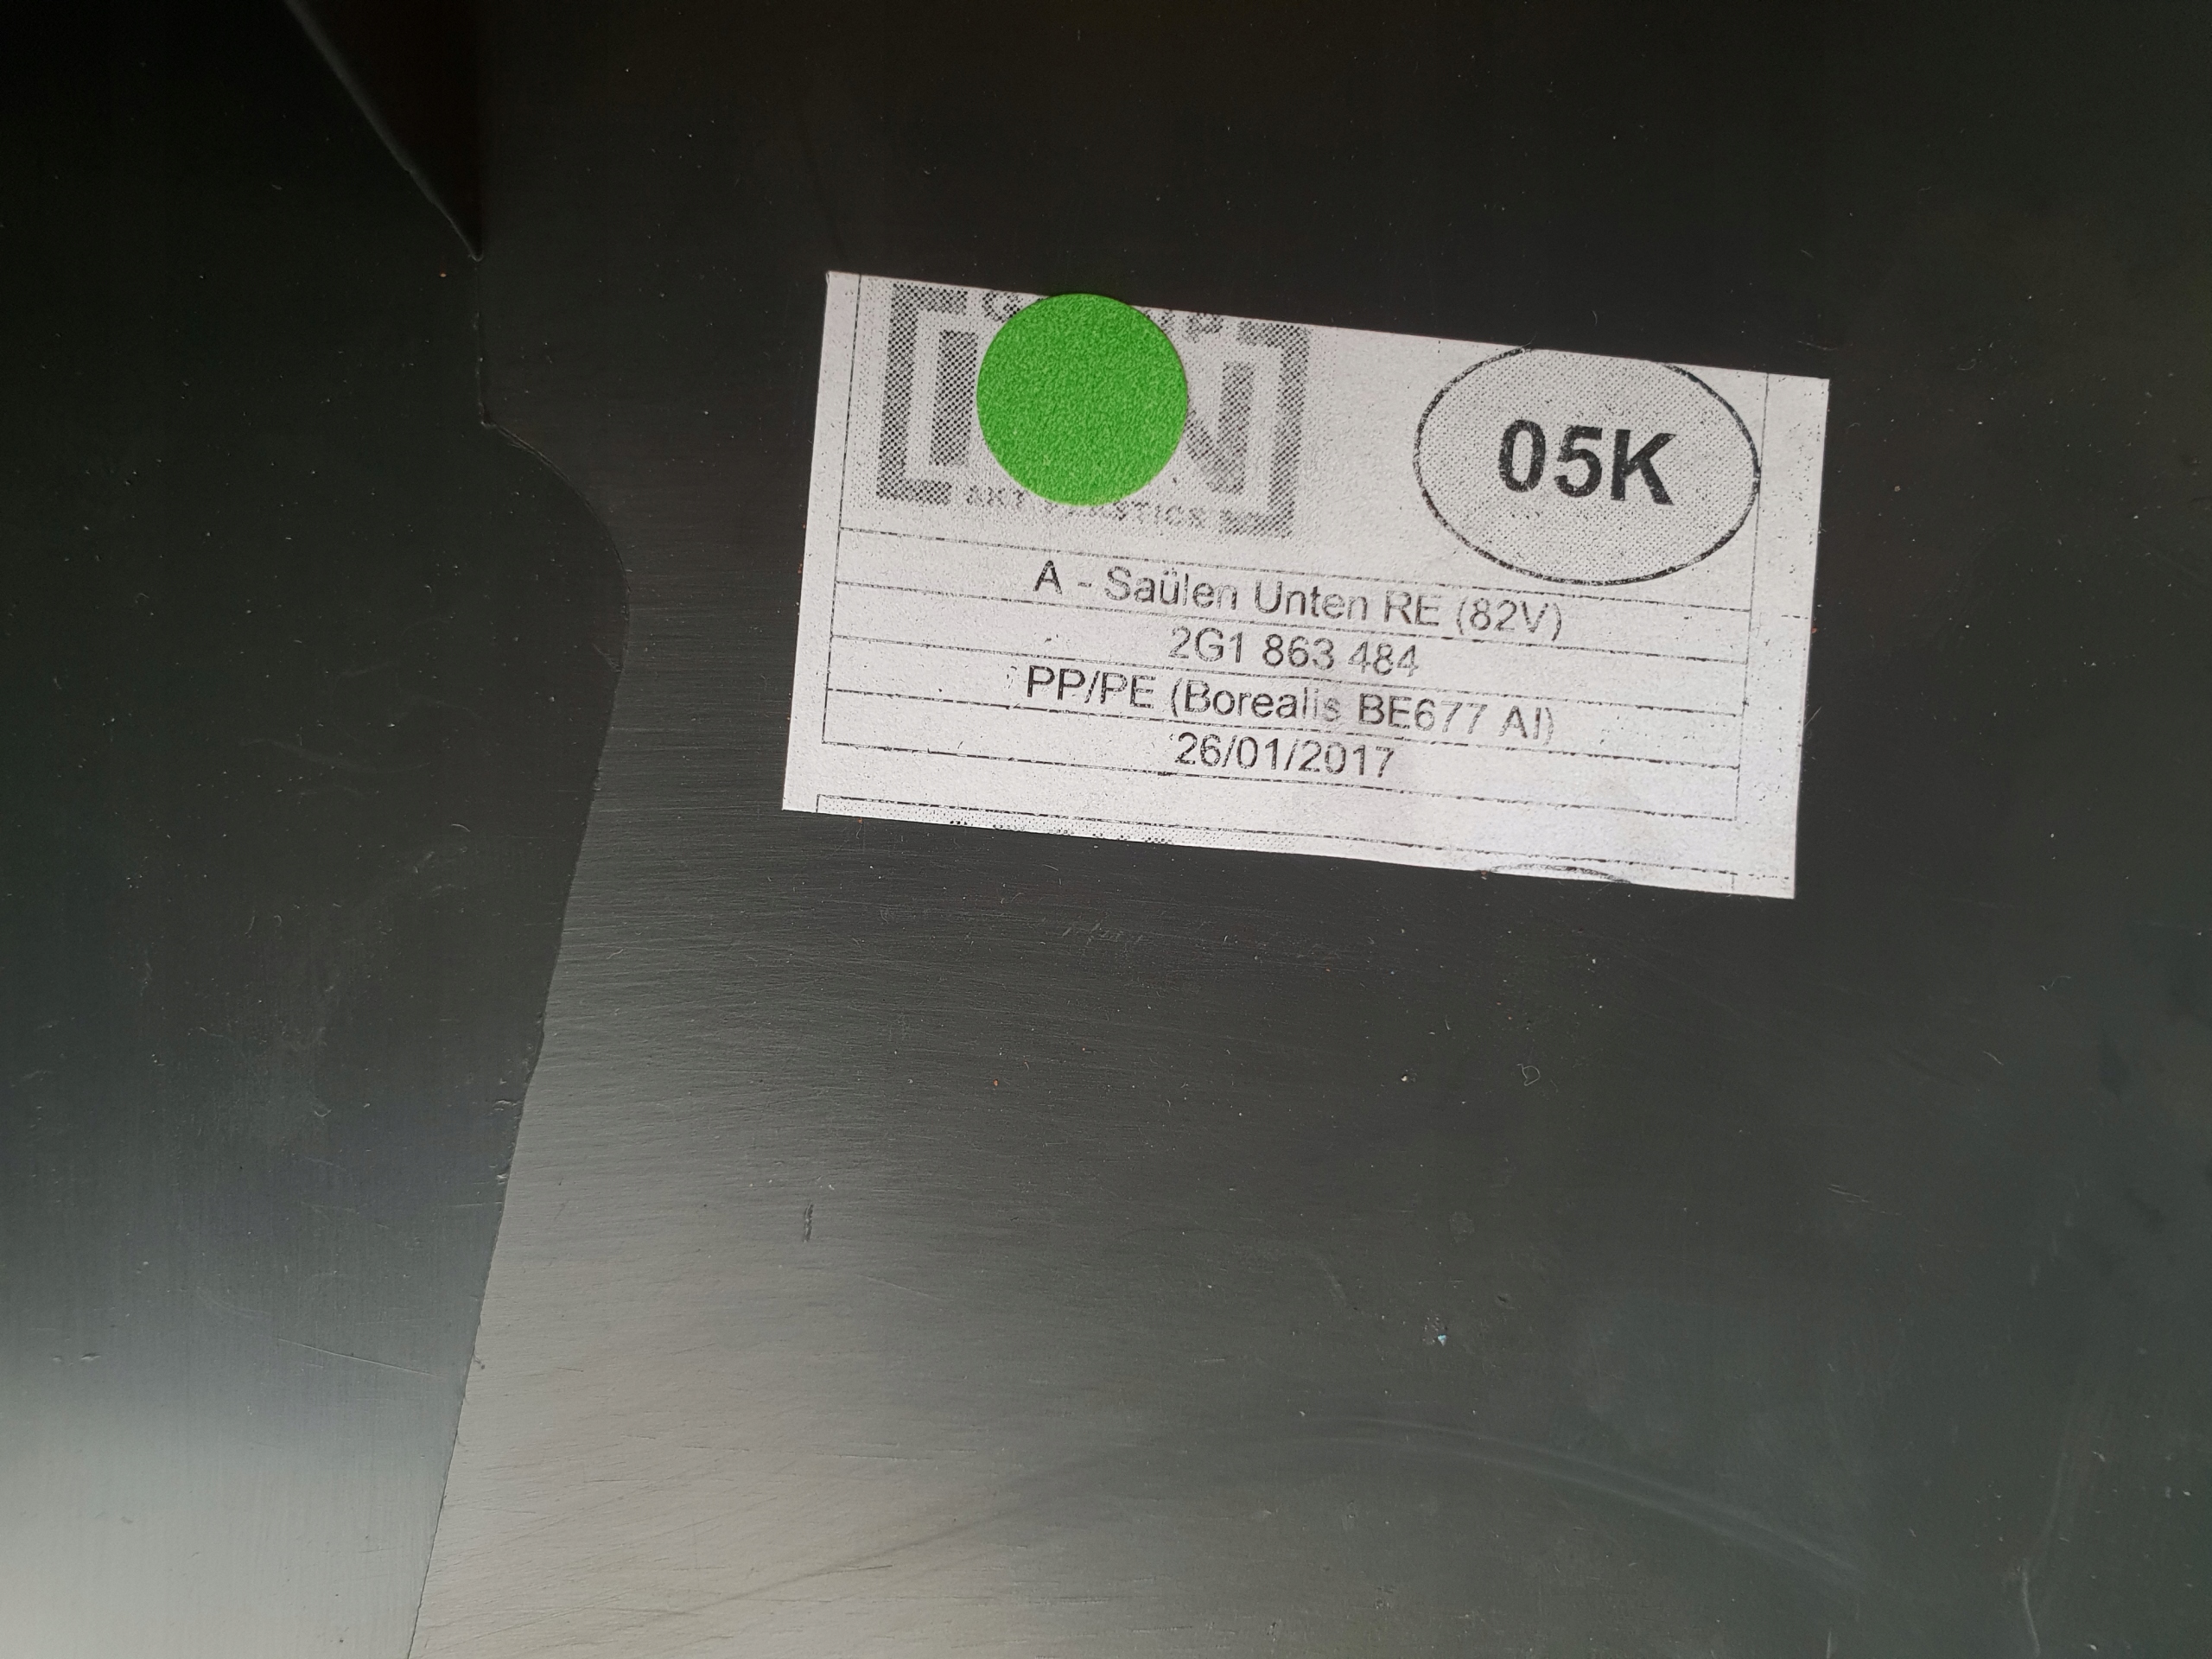 05K
A - Saülen Unten RE (82V)
2G1 863 484
PP/PE (Borealis BE677 AI)
26/01/2017